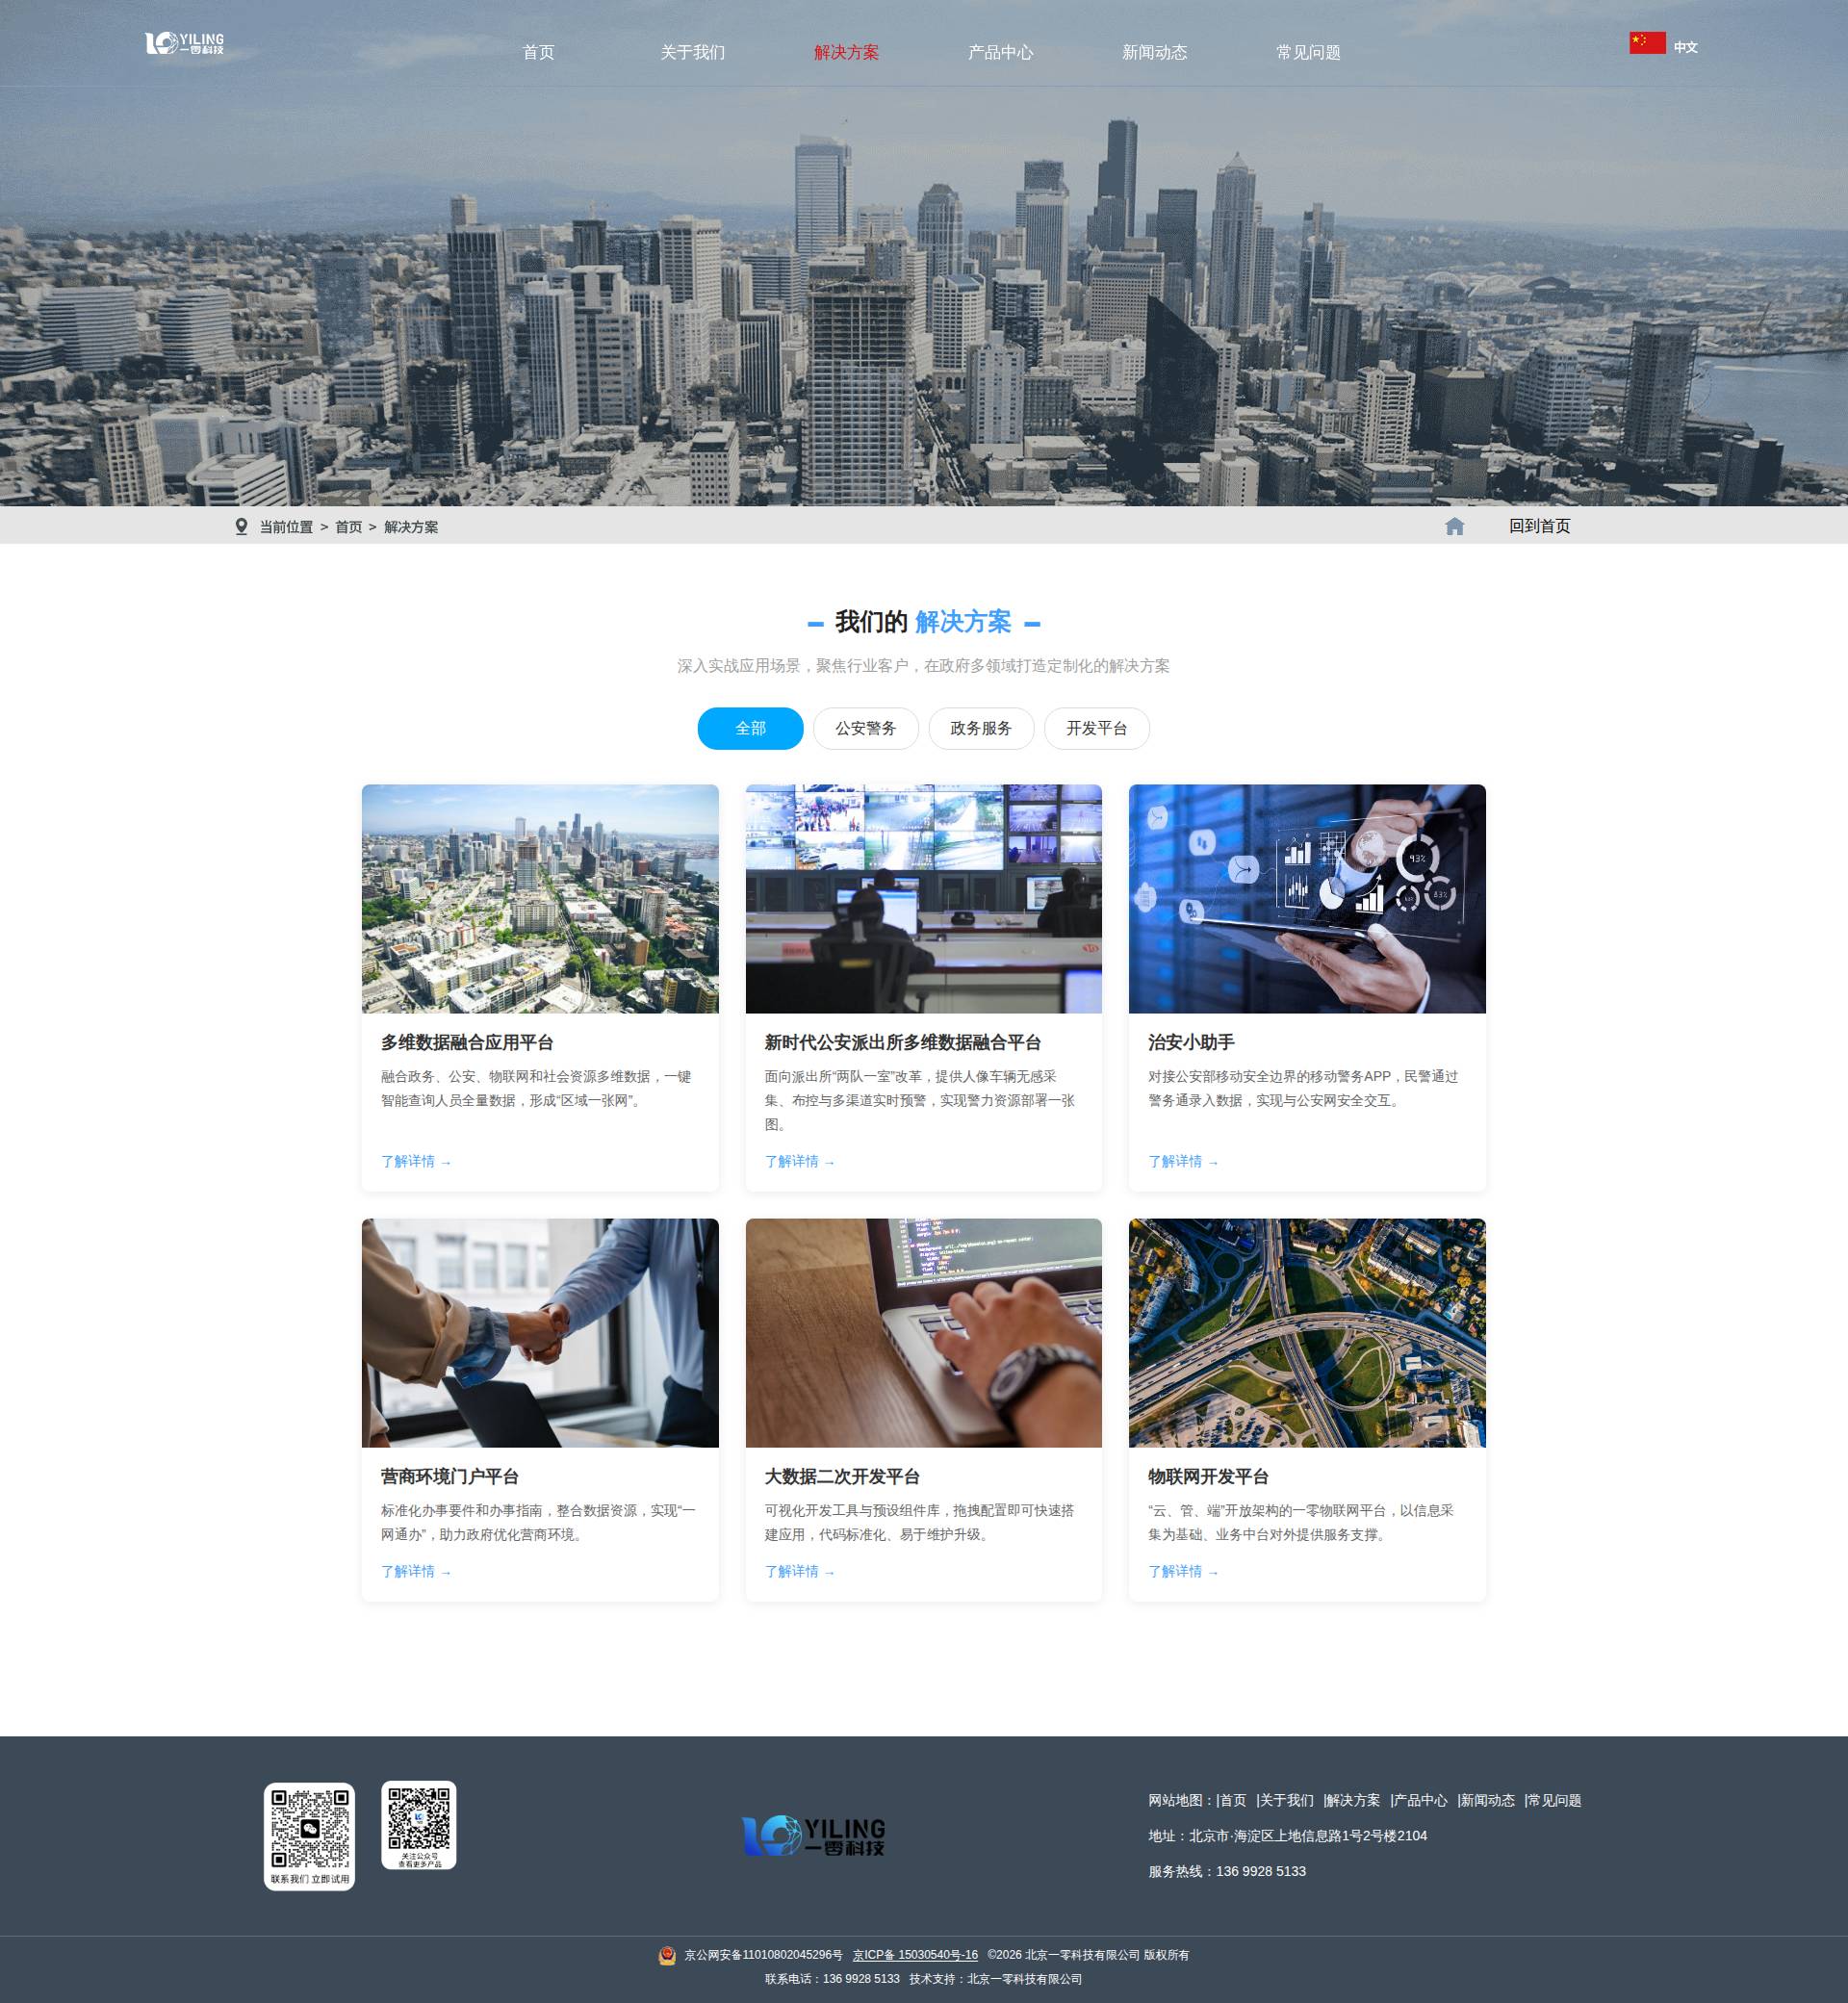 YILING
一零科技
首页 关于我们 解决方案 产品中心 新闻动态 常见问题
中文
当前位置 > 首页 > 解决方案
回到首页
我们的 解决方案
深入实战应用场景，聚焦行业客户，在政府多领域打造定制化的解决方案
全部 公安警务 政务服务 开发平台
93%
多维数据融合应用平台
融合政务、公安、物联网和社会资源多维数据，一键
智能查询人员全量数据，形成“区域一张网”。
了解详情 →
新时代公安派出所多维数据融合平台
面向派出所“两队一室”改革，提供人像车辆无感采
集、布控与多渠道实时预警，实现警力资源部署一张
图。
了解详情 →
治安小助手
对接公安部移动安全边界的移动警务APP，民警通过
警务通录入数据，实现与公安网安全交互。
了解详情 →
营商环境门户平台
标准化办事要件和办事指南，整合数据资源，实现“一
网通办”，助力政府优化营商环境。
了解详情 →
大数据二次开发平台
可视化开发工具与预设组件库，拖拽配置即可快速搭
建应用，代码标准化、易于维护升级。
了解详情 →
物联网开发平台
“云、管、端”开放架构的一零物联网平台，以信息采
集为基础、业务中台对外提供服务支撑。
了解详情 →
联系我们 立即试用
关注公众号
查看更多产品
YILING
一零科技
网站地图：|首页 |关于我们 |解决方案 |产品中心 |新闻动态 |常见问题
地址：北京市·海淀区上地信息路1号2号楼2104
服务热线：136 9928 5133
京公网安备11010802045296号 京ICP备 15030540号-16 ©2026 北京一零科技有限公司 版权所有
联系电话：136 9928 5133 技术支持：北京一零科技有限公司